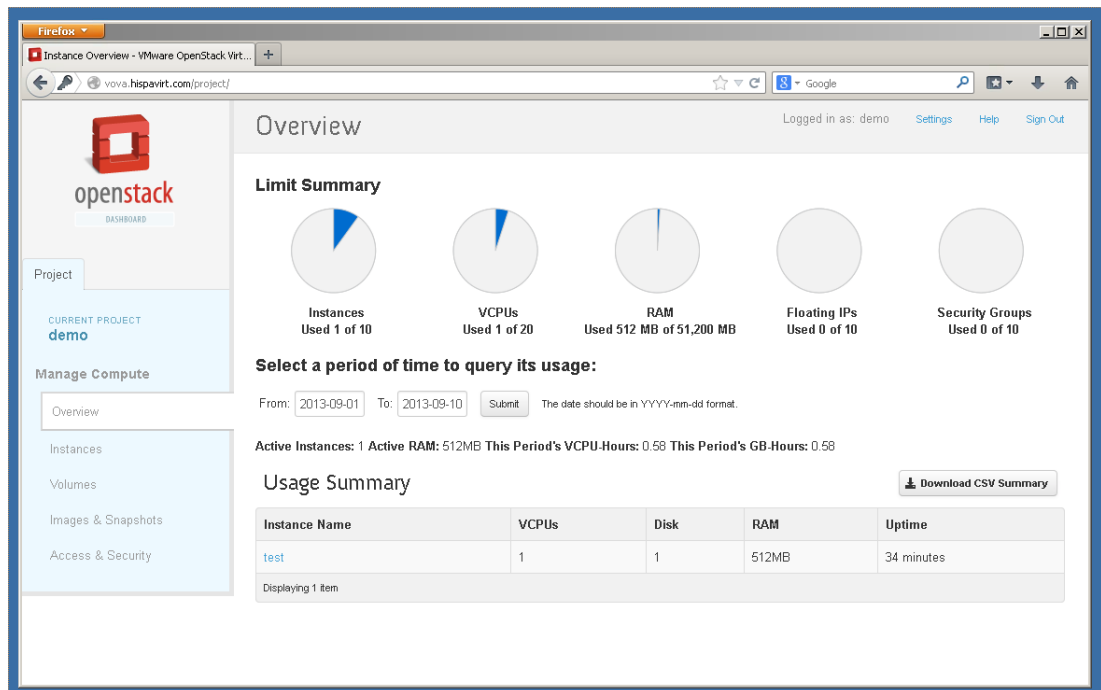 Firefox
Instance Overview - VMware OpenStack Virt...
vova.hispavirt.com/project/
Google
openstack
DASHBOARD
Overview
Logged in as: demo Settings Help Sign Out
Project
CURRENT PROJECT
demo
Manage Compute
Overview
Instances
Volumes
Images & Snapshots
Access & Security
Limit Summary
Instances
Used 1 of 10
VCPUs
Used 1 of 20
RAM
Used 512 MB of 51,200 MB
Floating IPs
Used 0 of 10
Security Groups
Used 0 of 10
Select a period of time to query its usage:
From: 2013-09-01 To: 2013-09-10 Submit The date should be in YYYY-mm-dd format.
Active Instances: 1 Active RAM: 512MB This Period's VCPU-Hours: 0.58 This Period's GB-Hours: 0.58
Usage Summary
Download CSV Summary
Instance Name VCPUs Disk RAM Uptime
test 1 1 512MB 34 minutes
Displaying 1 item